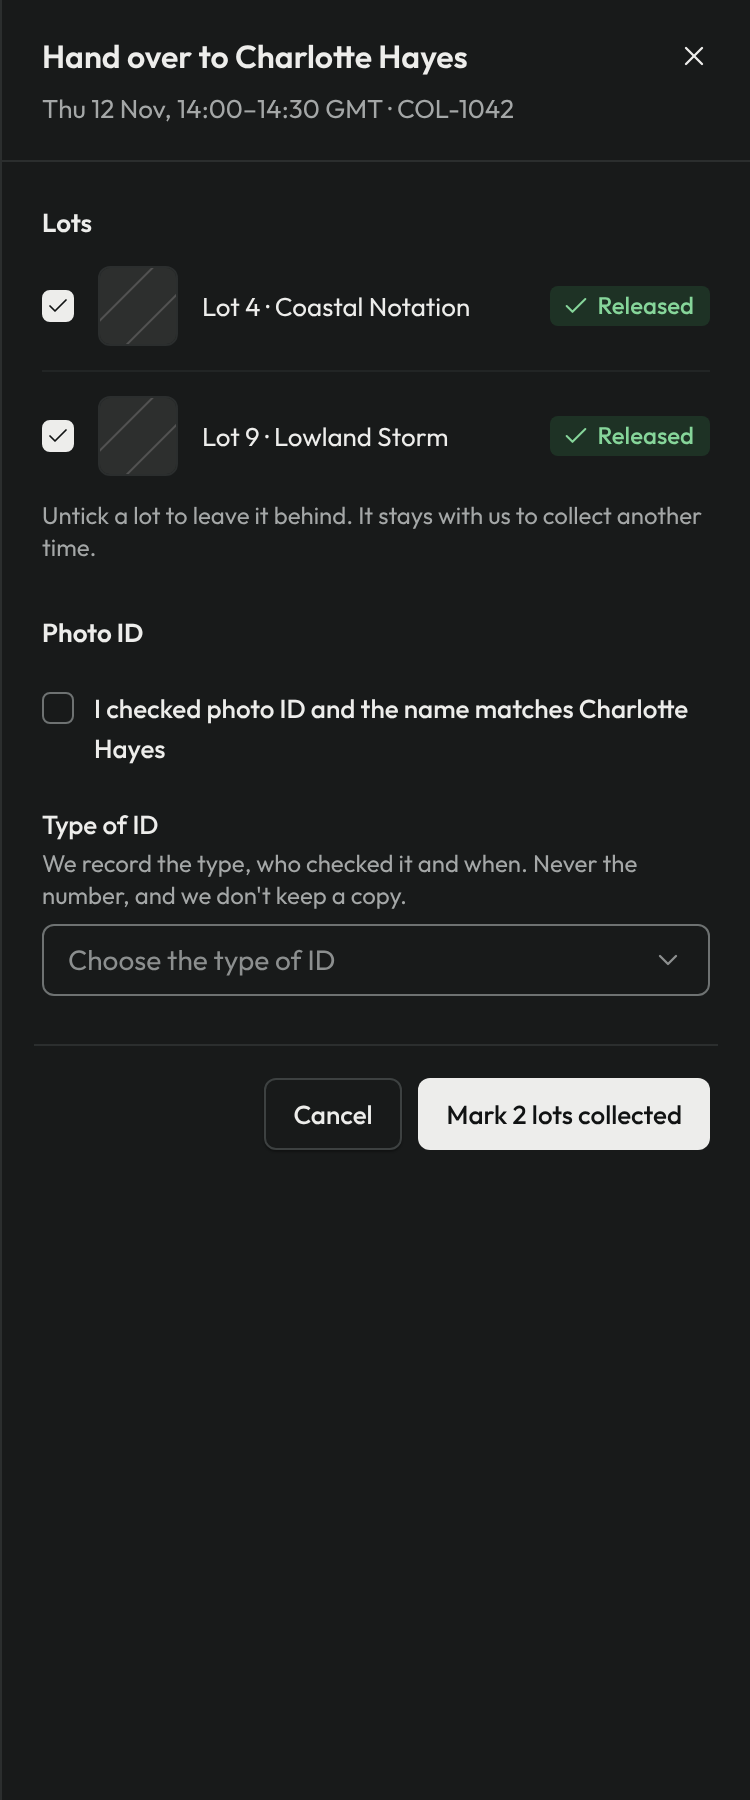 Hand over to Charlotte Hayes
Thu 12 Nov, 14:00–14:30 GMT · COL-1042
Lots
Lot 4 · Coastal Notation
Released
Lot 9 · Lowland Storm
Released
Untick a lot to leave it behind. It stays with us to collect another
time.
Photo ID
I checked photo ID and the name matches Charlotte
Hayes
Type of ID
We record the type, who checked it and when. Never the
number, and we don't keep a copy.
Choose the type of ID
Cancel
Mark 2 lots collected